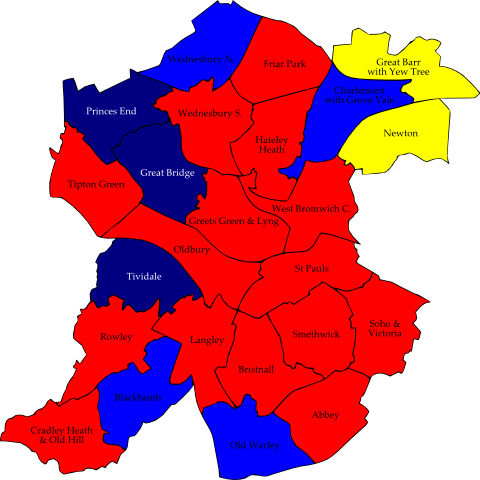 Wednesbury N.
Friar Park
Great Barr
with Yew Tree
Charlemont
with Grove Vale
Princes End
Wednesbury S.
Newton
Hateley
Heath
Great Bridge
Tipton Green
West Bromwich C.
Greets Green & Lyng
Oldbury
St Pauls
Tividale
Rowley
Langley
Smethwick
Soho &
Victoria
Bristnall
Blackheath
Abbey
Cradley Heath
& Old Hill
Old Warley